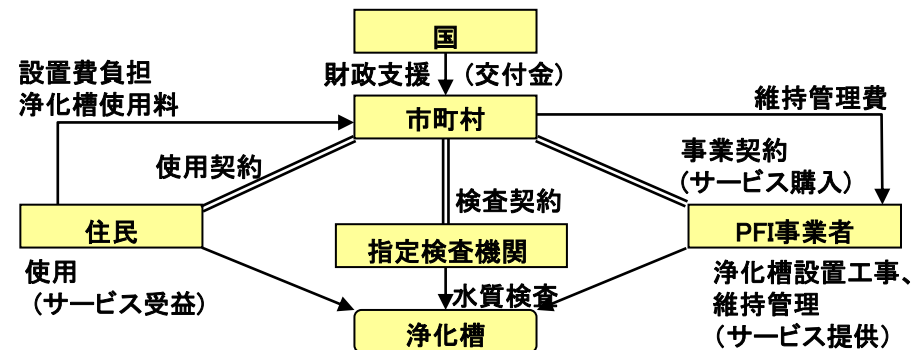 国
財政支援 (交付金)
設置費負担
浄化槽使用料
市町村
維持管理費
使用契約
事業契約
(サービス購入)
検査契約
住民
指定検査機関
PFI事業者
使用
(サービス受益)
水質検査
浄化槽設置工事、
維持管理
(サービス提供)
浄化槽